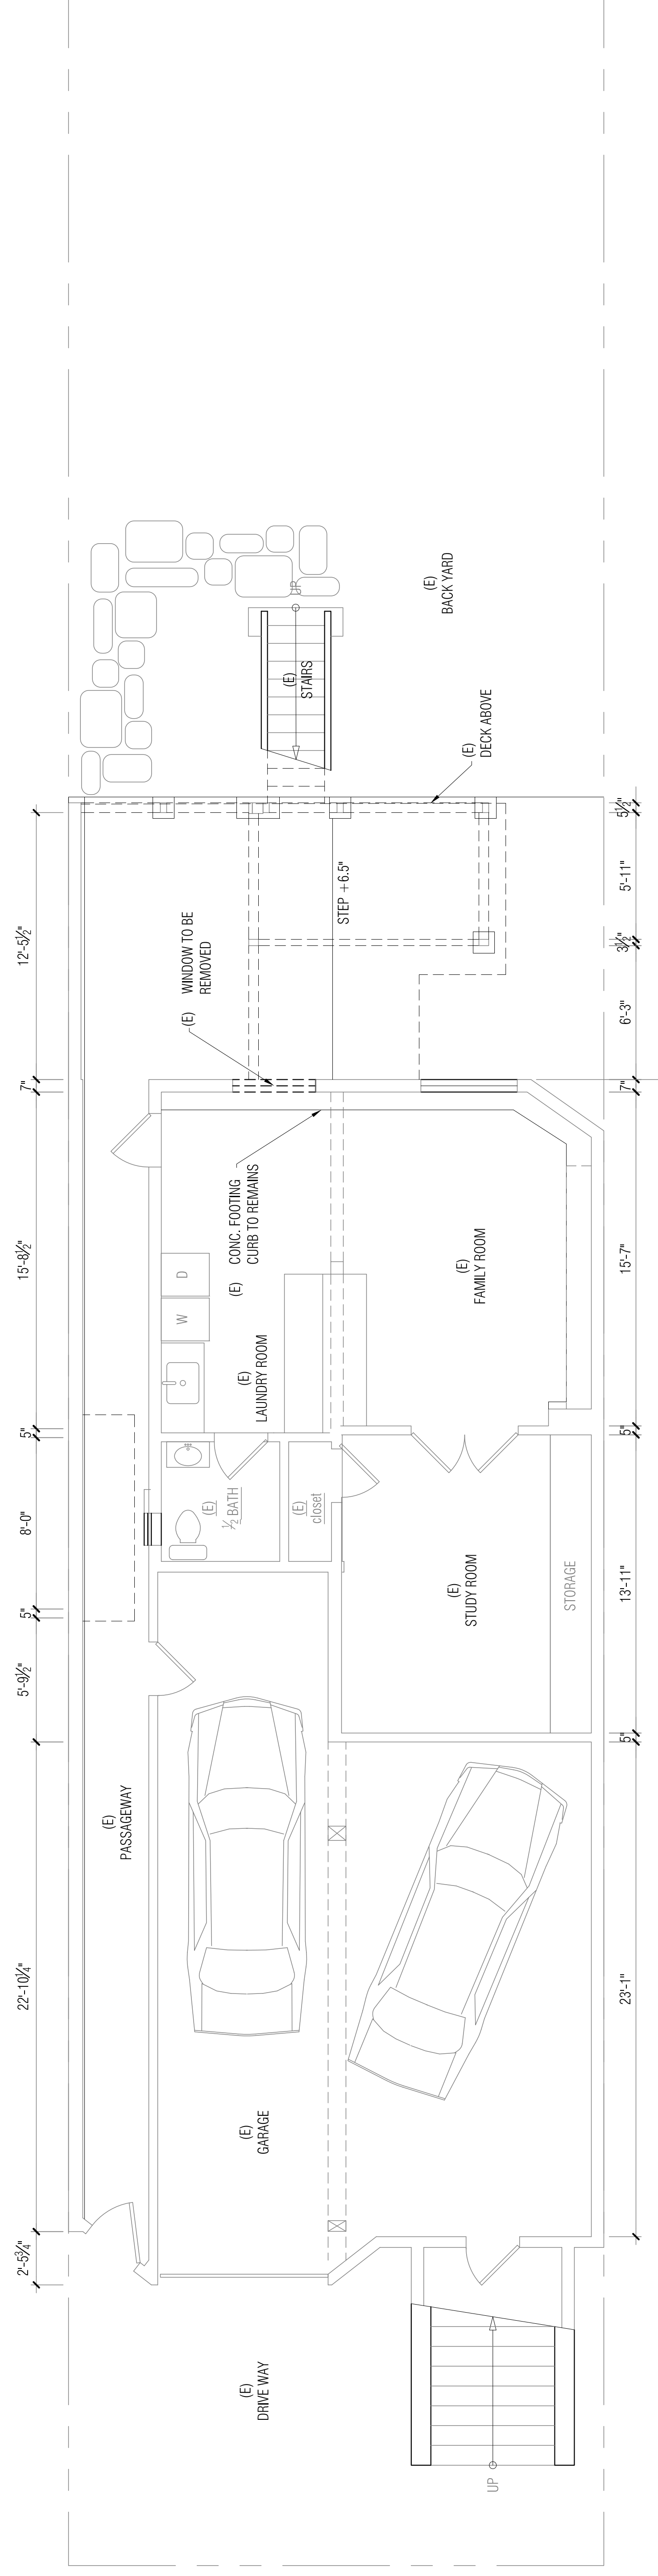 (E)
BACK YARD
UP
(E)
STAIRS
(E)
DECK ABOVE
5½"
5'-11"
3½"
6'-3"
7"
15'-7"
5"
13'-11"
5"
23'-1"
12'-5½"
7"
15'-8½"
5"
8'-0"
5"
5'-9½"
22'-10¼"
2'-5¾"
STEP +6.5"
(E)
WINDOW TO BE
REMOVED
(E)
CONC. FOOTING
CURB TO REMAINS
D
W
(E)
LAUNDRY ROOM
(E)
FAMILY ROOM
(E)
½ BATH
(E)
closet
(E)
STUDY ROOM
STORAGE
(E)
PASSAGEWAY
(E)
GARAGE
(E)
DRIVE WAY
UP